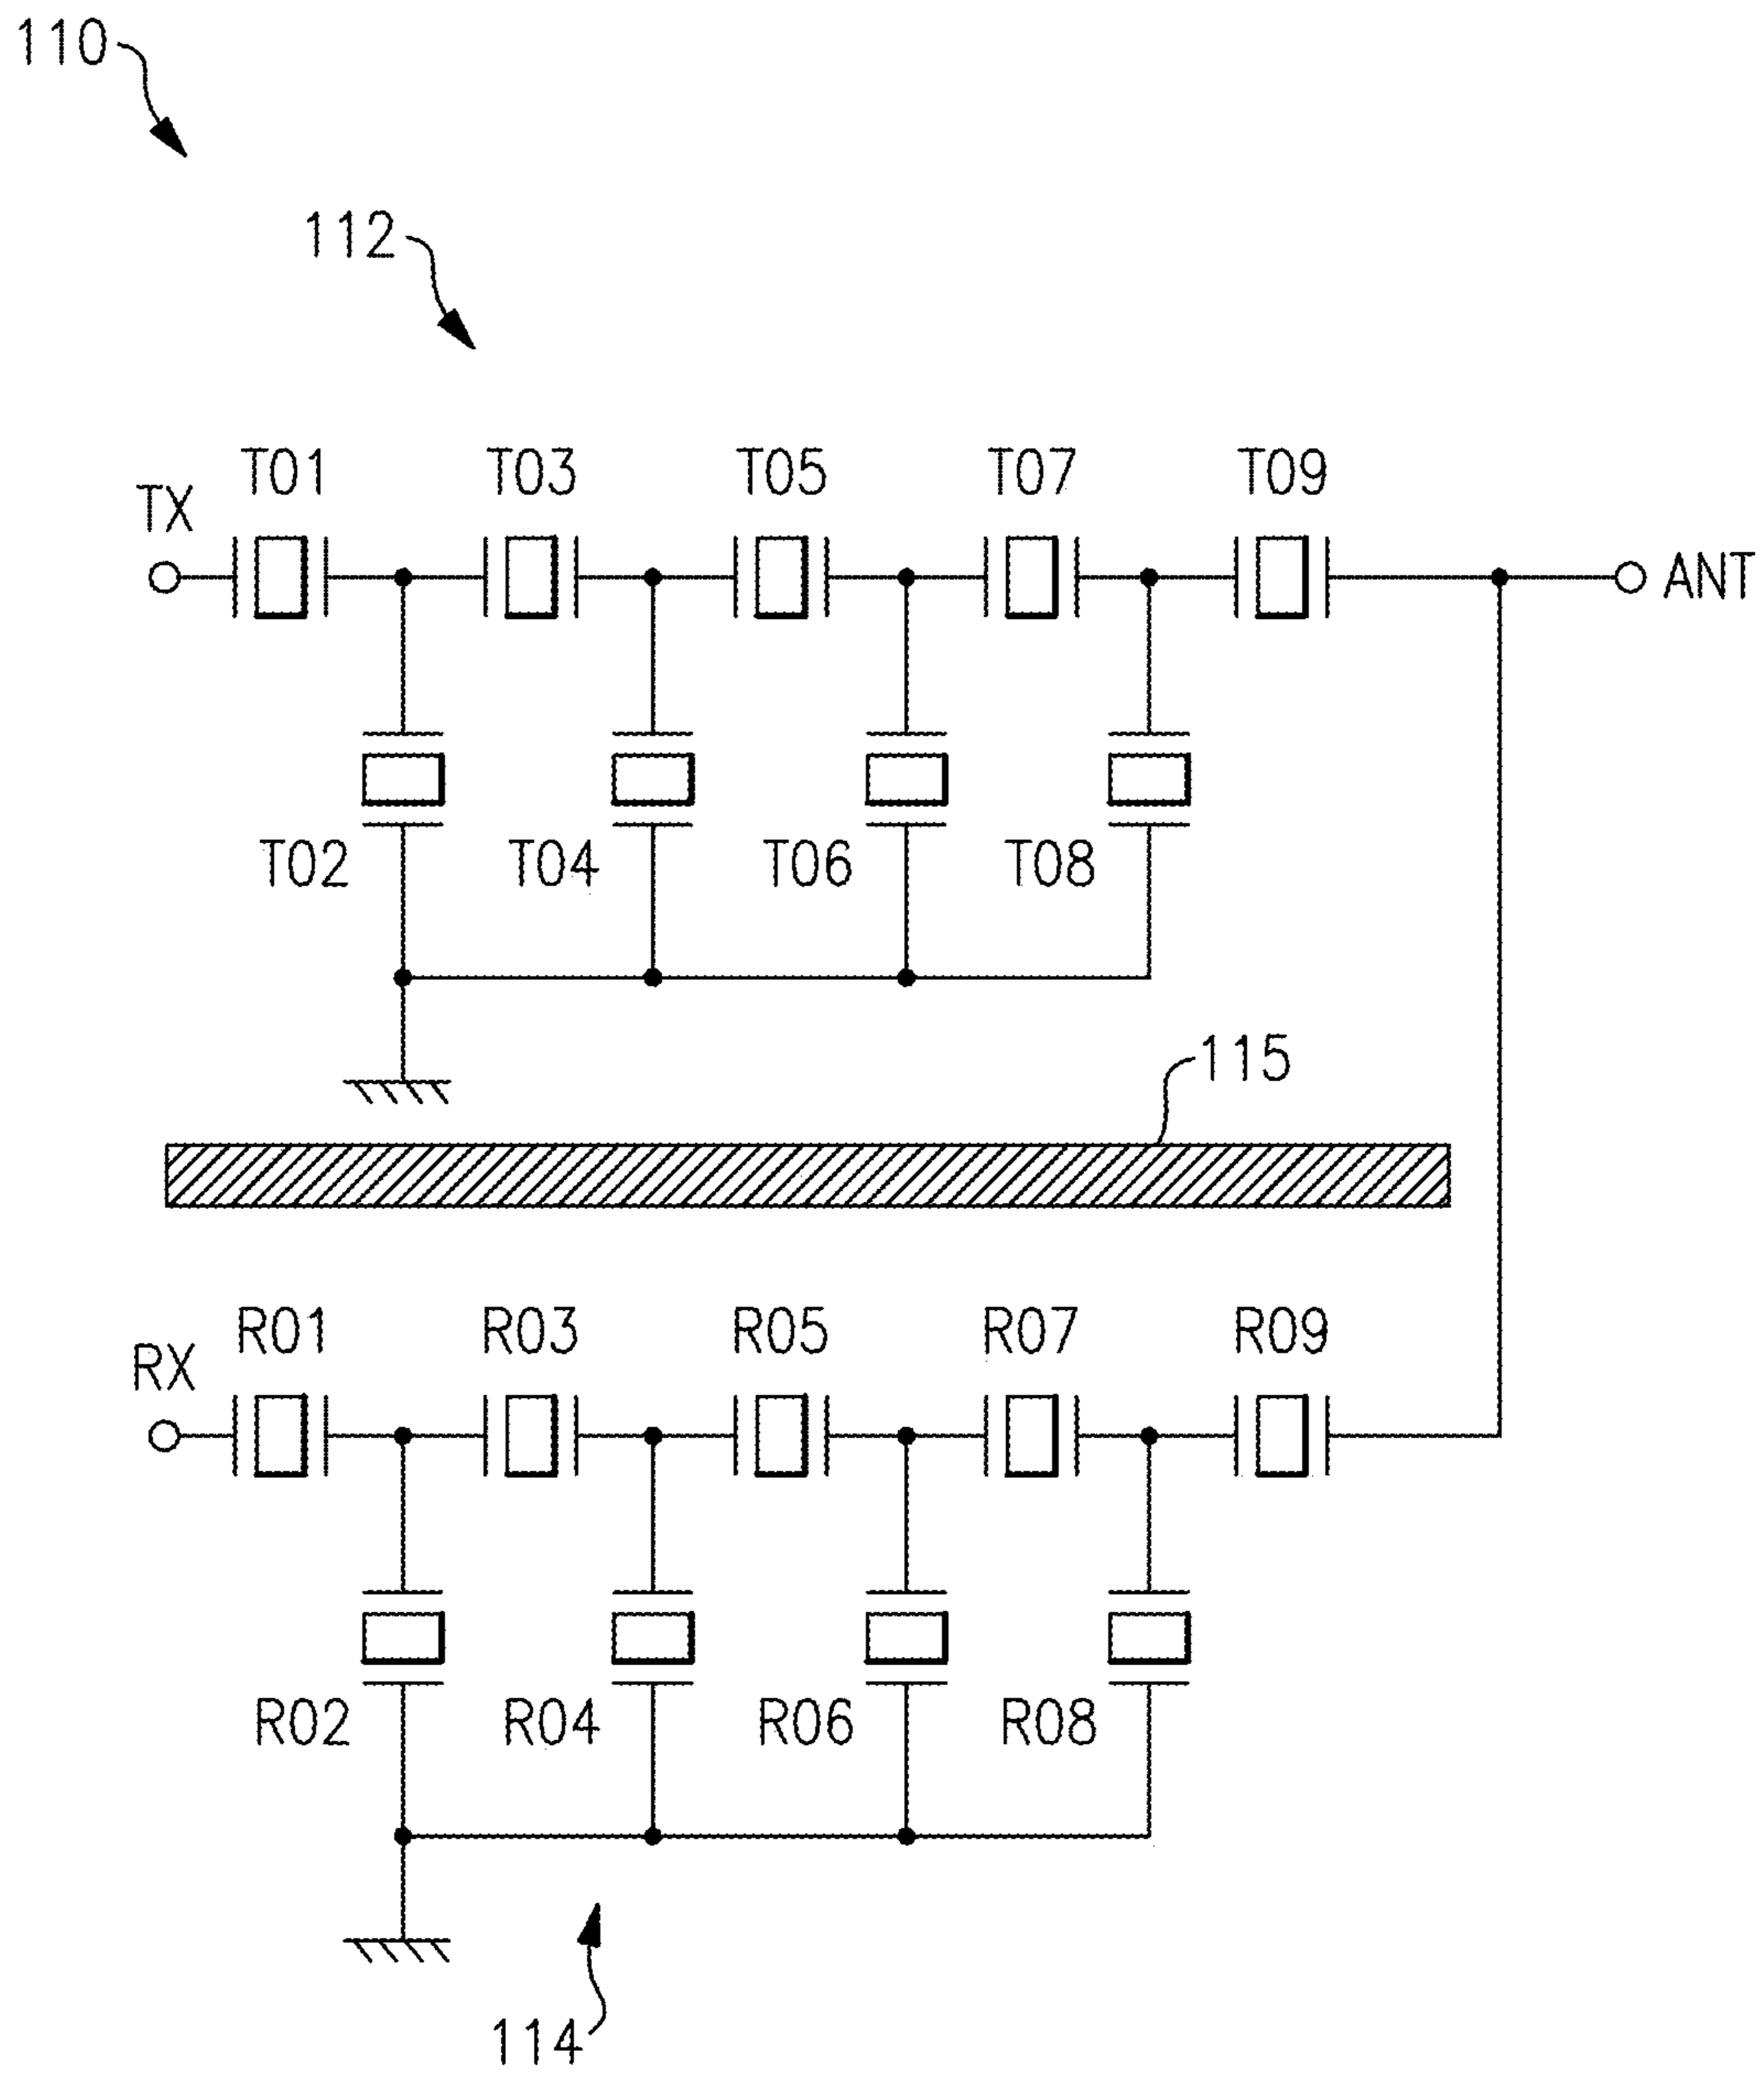 110
112
T01 T03 T05 T07 T09
TX
ANT
T02 T04 T06 T08
115
R01 R03 R05 R07 R09
RX
R02 R04 R06 R08
114